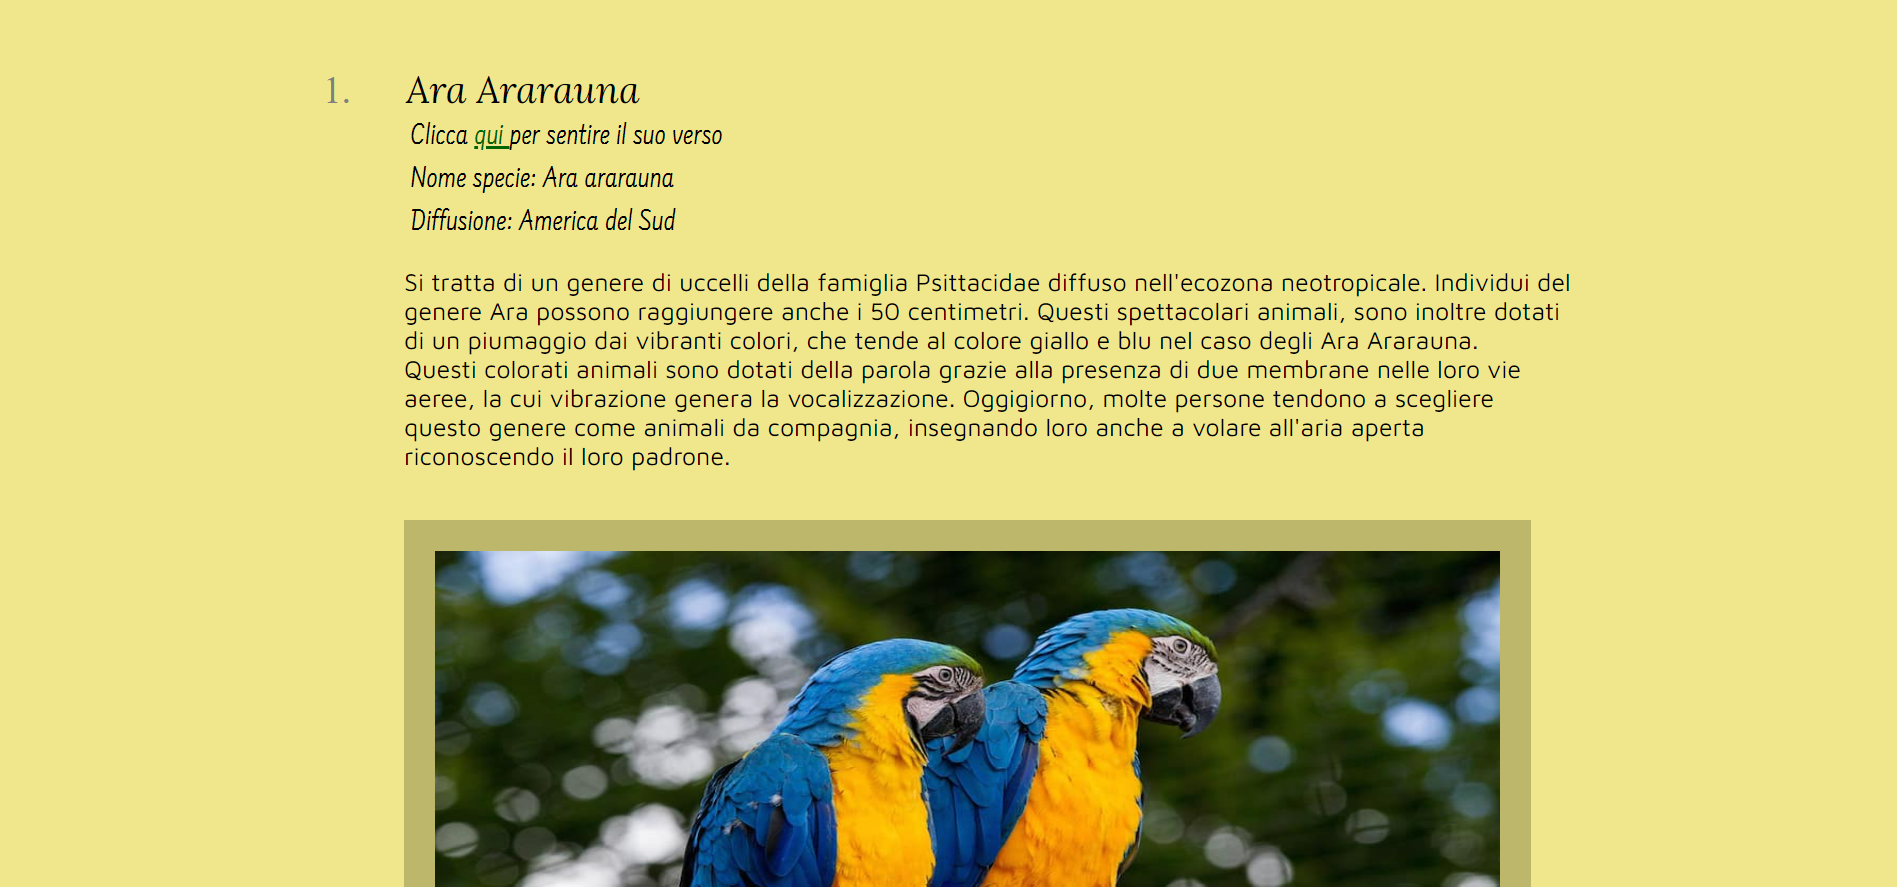 1. Ara Ararauna
Clicca qui per sentire il suo verso
Nome specie: Ara ararauna
Diffusione: America del Sud
Si tratta di un genere di uccelli della famiglia Psittacidae diffuso nell'ecozona neotropicale. Individui del
genere Ara possono raggiungere anche i 50 centimetri. Questi spettacolari animali, sono inoltre dotati
di un piumaggio dai vibranti colori, che tende al colore giallo e blu nel caso degli Ara Ararauna.
Questi colorati animali sono dotati della parola grazie alla presenza di due membrane nelle loro vie
aeree, la cui vibrazione genera la vocalizzazione. Oggigiorno, molte persone tendono a scegliere
questo genere come animali da compagnia, insegnando loro anche a volare all'aria aperta
riconoscendo il loro padrone.